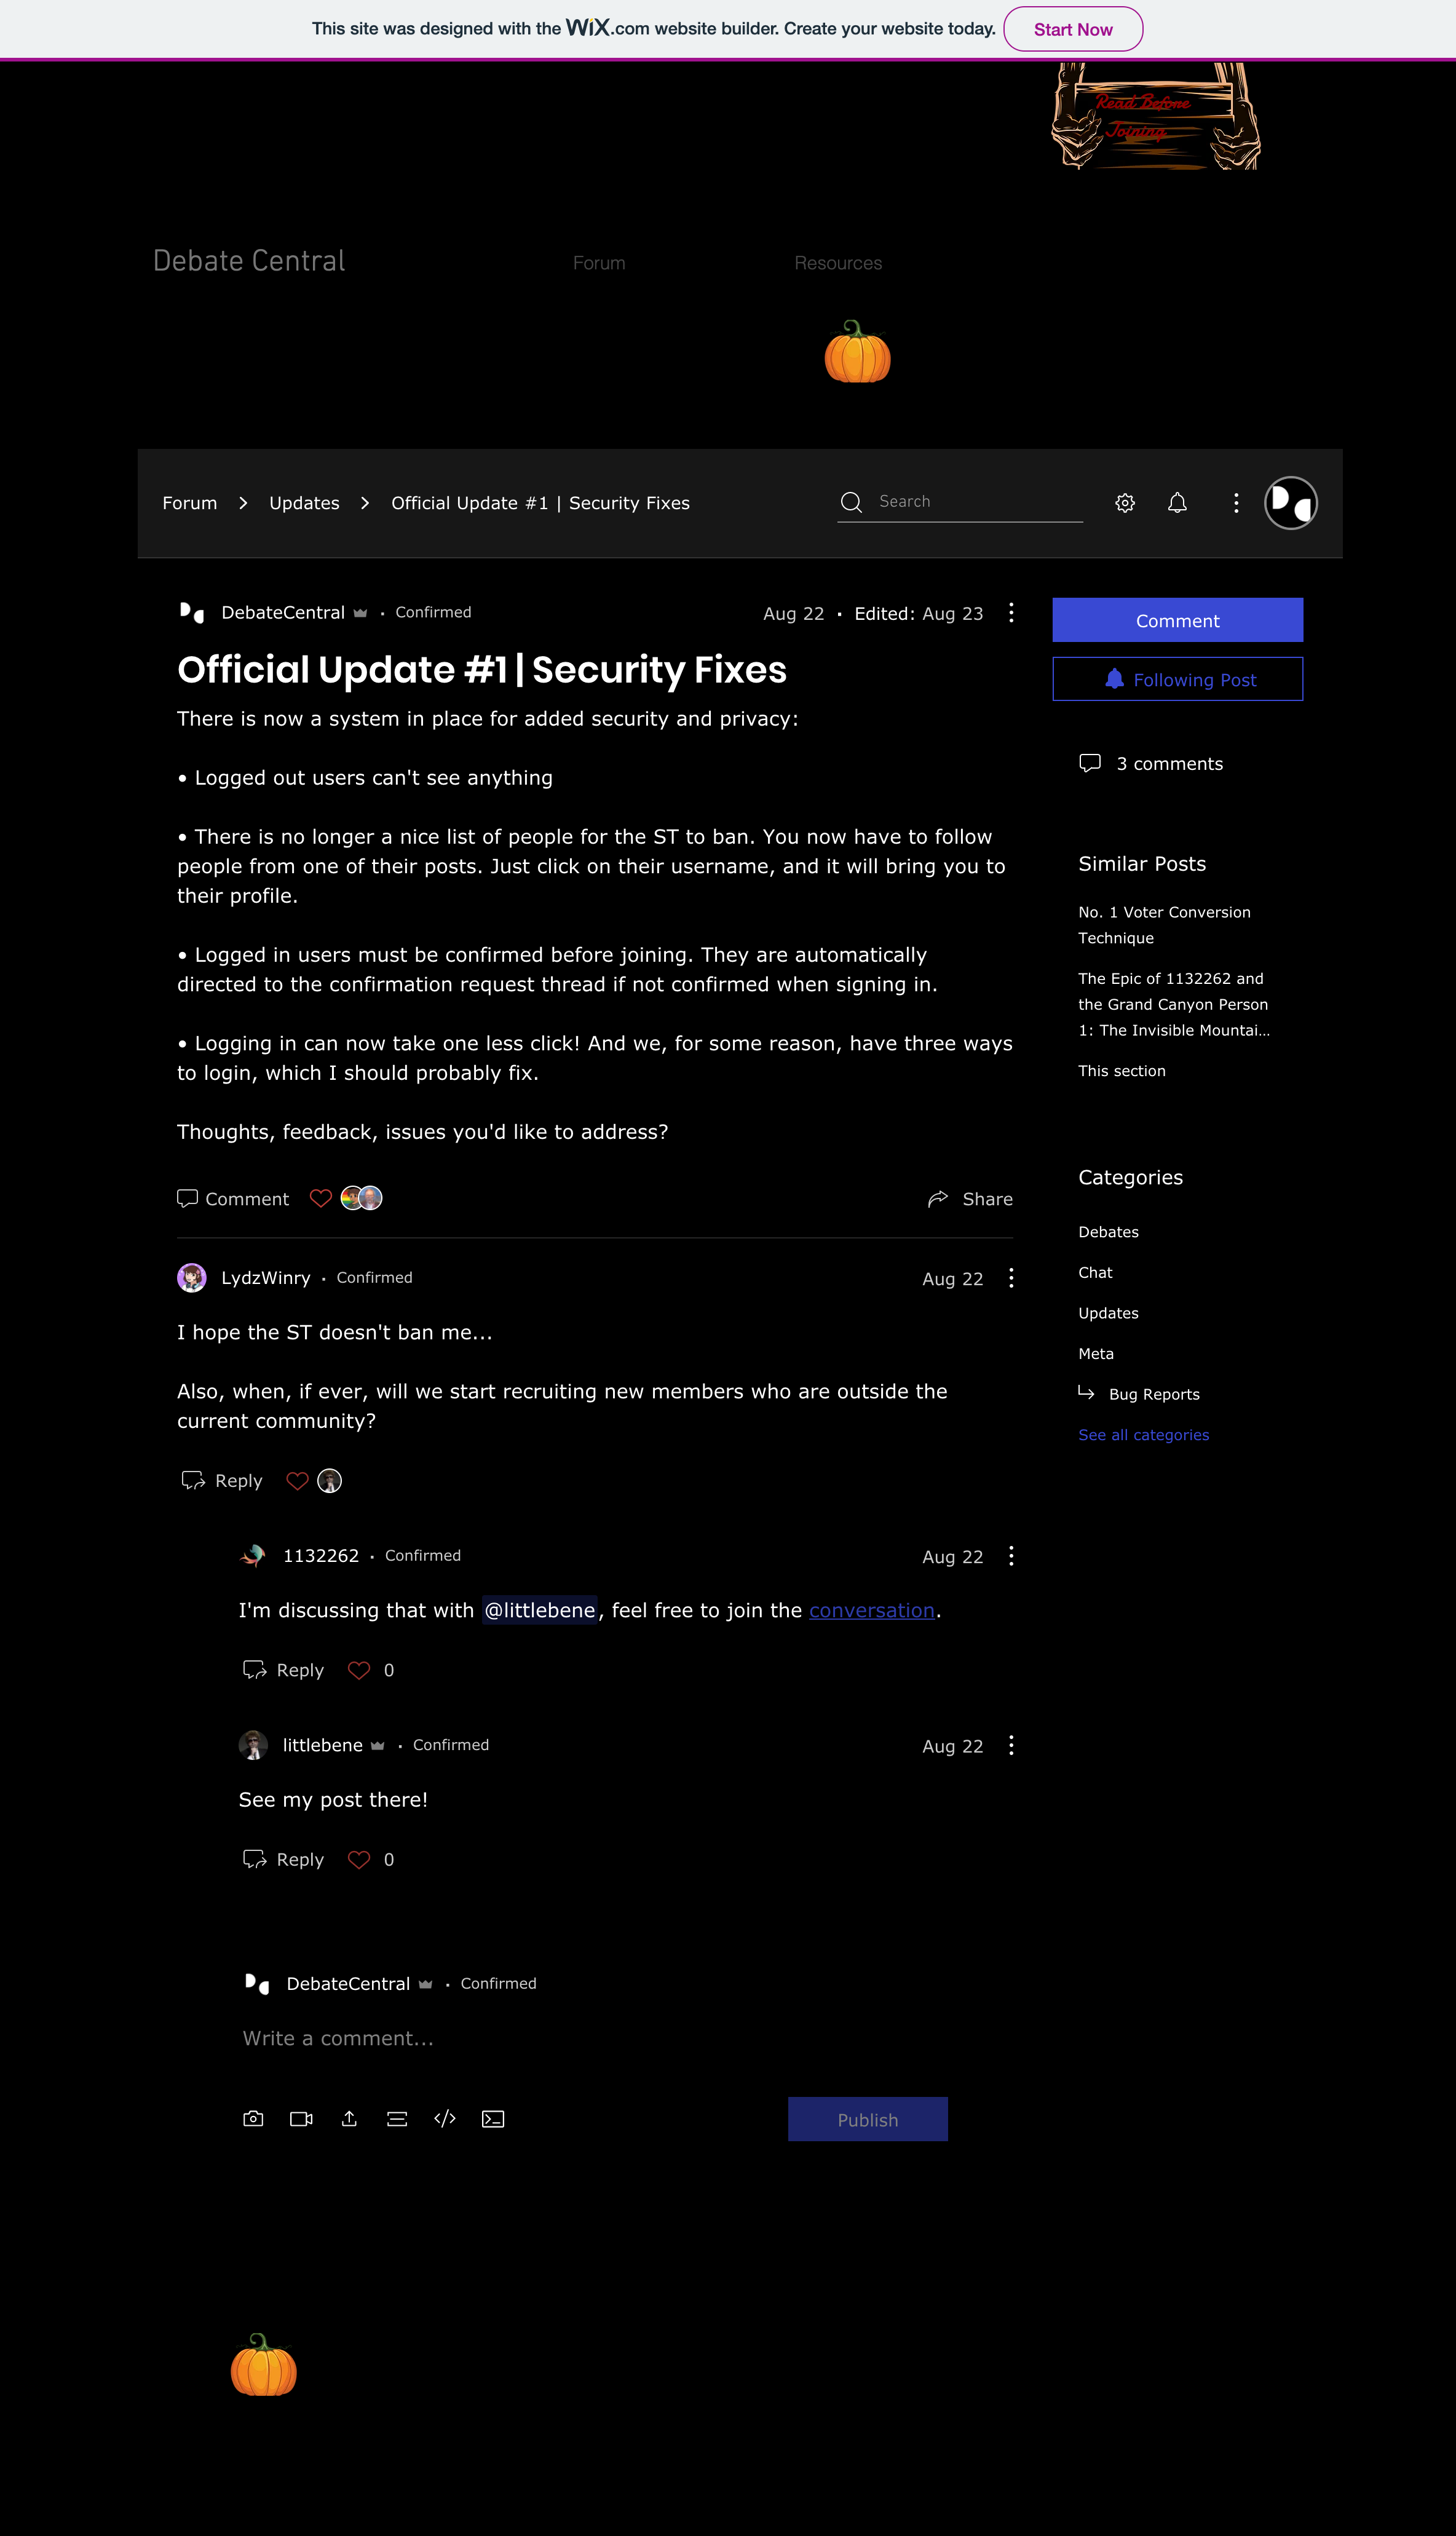 This site was designed with the WiX.com website builder. Create your website today.
Start Now
Read Before
Joining
Debate Central
Forum
Resources
Forum
Updates
Official Update #1 | Security Fixes
Search
DebateCentral
Confirmed
Aug 22 · Edited: Aug 23
Comment
Official Update #1 | Security Fixes
Following Post
There is now a system in place for added security and privacy:
• Logged out users can't see anything
3 comments
• There is no longer a nice list of people for the ST to ban. You now have to follow
people from one of their posts. Just click on their username, and it will bring you to
their profile.
• Logged in users must be confirmed before joining. They are automatically
directed to the confirmation request thread if not confirmed when signing in.
• Logging in can now take one less click! And we, for some reason, have three ways
to login, which I should probably fix.
Thoughts, feedback, issues you'd like to address?
Comment
Share
Similar Posts
No. 1 Voter Conversion
Technique
The Epic of 1132262 and
the Grand Canyon Person
1: The Invisible Mountai...
This section
Categories
Debates
Chat
Updates
Meta
Bug Reports
See all categories
LydzWinry · Confirmed
Aug 22
I hope the ST doesn't ban me...
Also, when, if ever, will we start recruiting new members who are outside the
current community?
Reply
1132262 · Confirmed
Aug 22
I'm discussing that with @littlebene, feel free to join the conversation.
Reply
0
littlebene · Confirmed
Aug 22
See my post there!
Reply
0
DebateCentral · Confirmed
Write a comment...
Publish